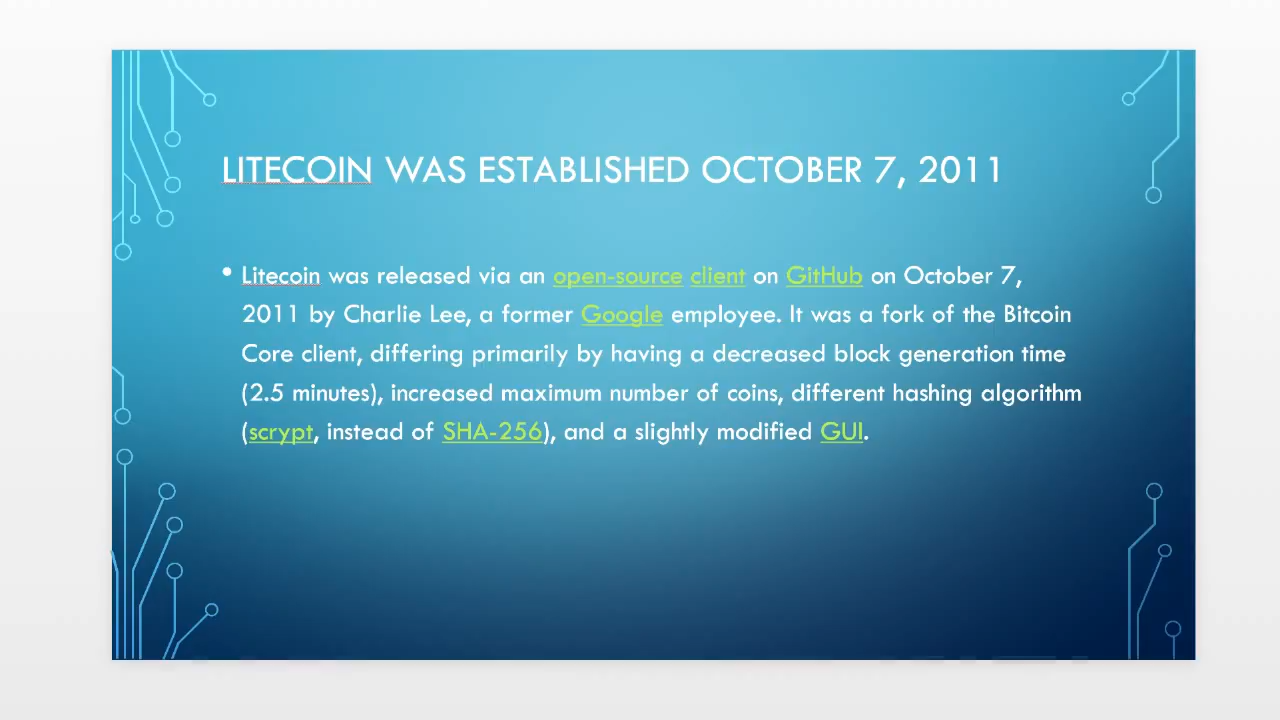 LITECOIN WAS ESTABLISHED OCTOBER 7, 2011
• Litecoin was released via an open-source client on GitHub on October 7,
2011 by Charlie Lee, a former Google employee. It was a fork of the Bitcoin
Core client, differing primarily by having a decreased block generation time
(2.5 minutes), increased maximum number of coins, different hashing algorithm
(scrypt, instead of SHA-256), and a slightly modified GUI.